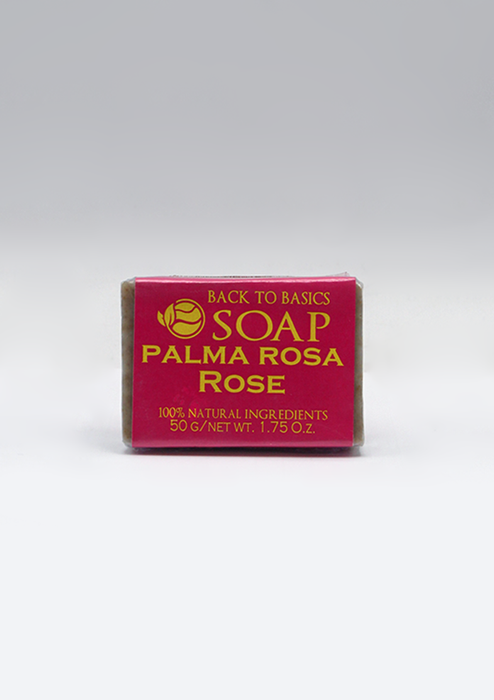 BACK TO BASICS
SOAP
PALMA ROSA
ROSE
100% NATURAL INGREDIENTS
50 G/NET WT. 1.75 O.Z.